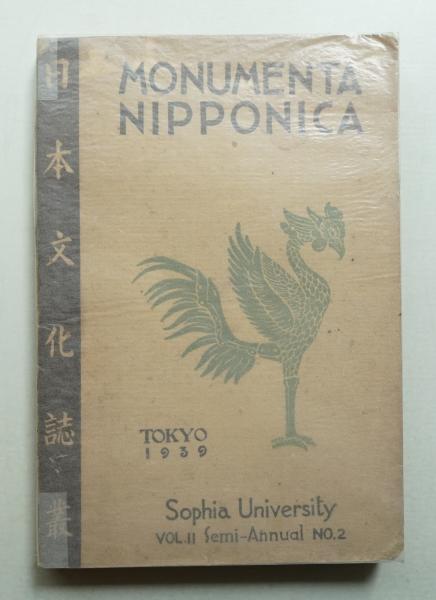 MONUMENTA
NIPPONICA
日本文化誌叢
TOKYO
1939
Sophia University
VOL.II Semi-Annual NO.2